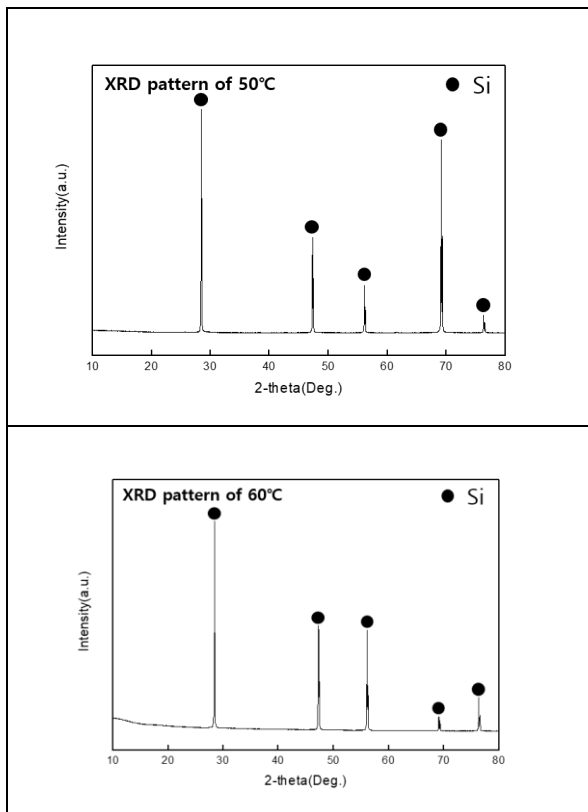 XRD pattern of 50℃
Si
Intensity(a.u.)
10 20 30 40 50 60 70 80
2-theta(Deg.)
XRD pattern of 60℃
Si
Intensity(a.u.)
10 20 30 40 50 60 70 80
2-theta(Deg.)